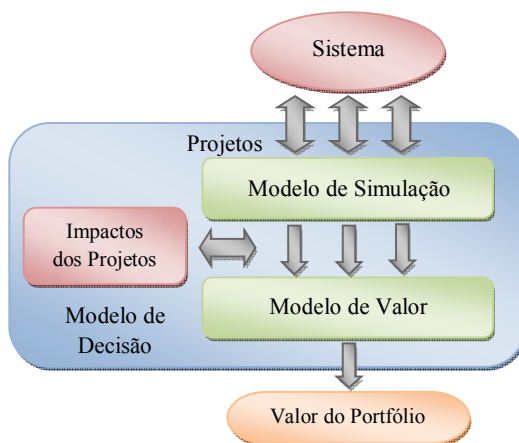 Sistema
Projetos
Modelo de Simulação
Impactos
dos Projetos
Modelo de Valor
Modelo de
Decisão
Valor do Portfólio